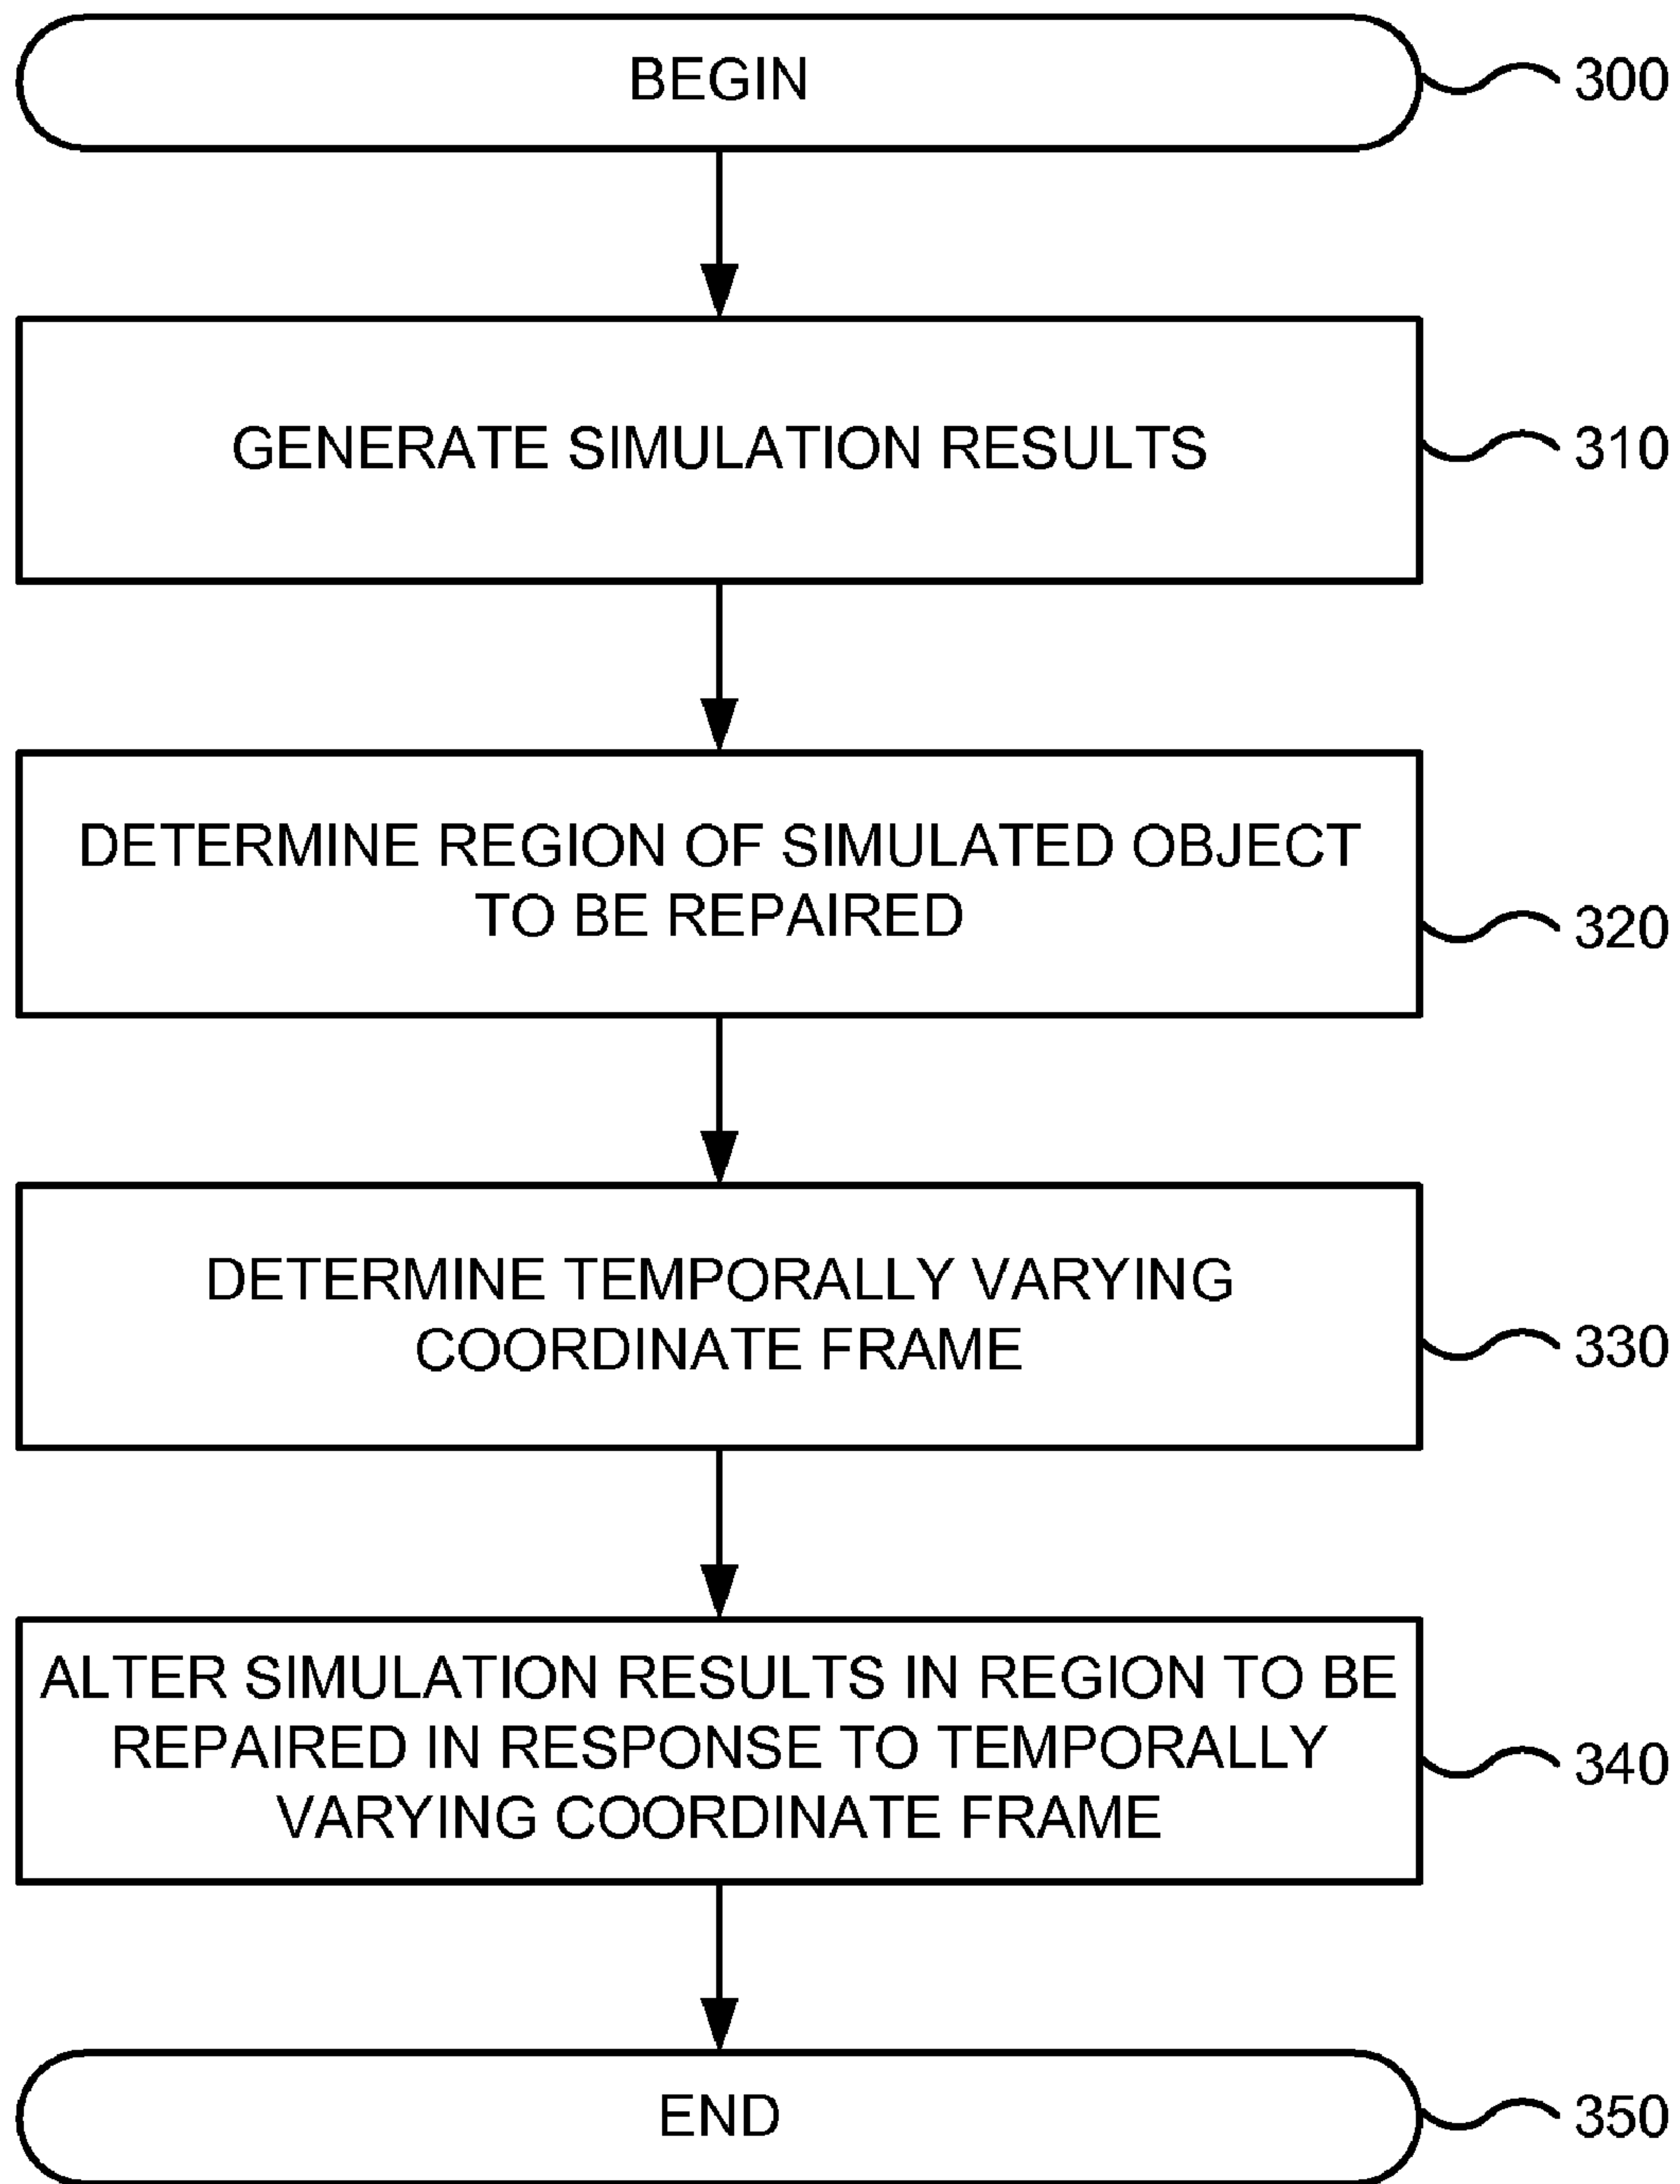 BEGIN
300
GENERATE SIMULATION RESULTS
310
DETERMINE REGION OF SIMULATED OBJECT
TO BE REPAIRED
320
DETERMINE TEMPORALLY VARYING
COORDINATE FRAME
330
ALTER SIMULATION RESULTS IN REGION TO BE
REPAIRED IN RESPONSE TO TEMPORALLY
VARYING COORDINATE FRAME
340
END
350